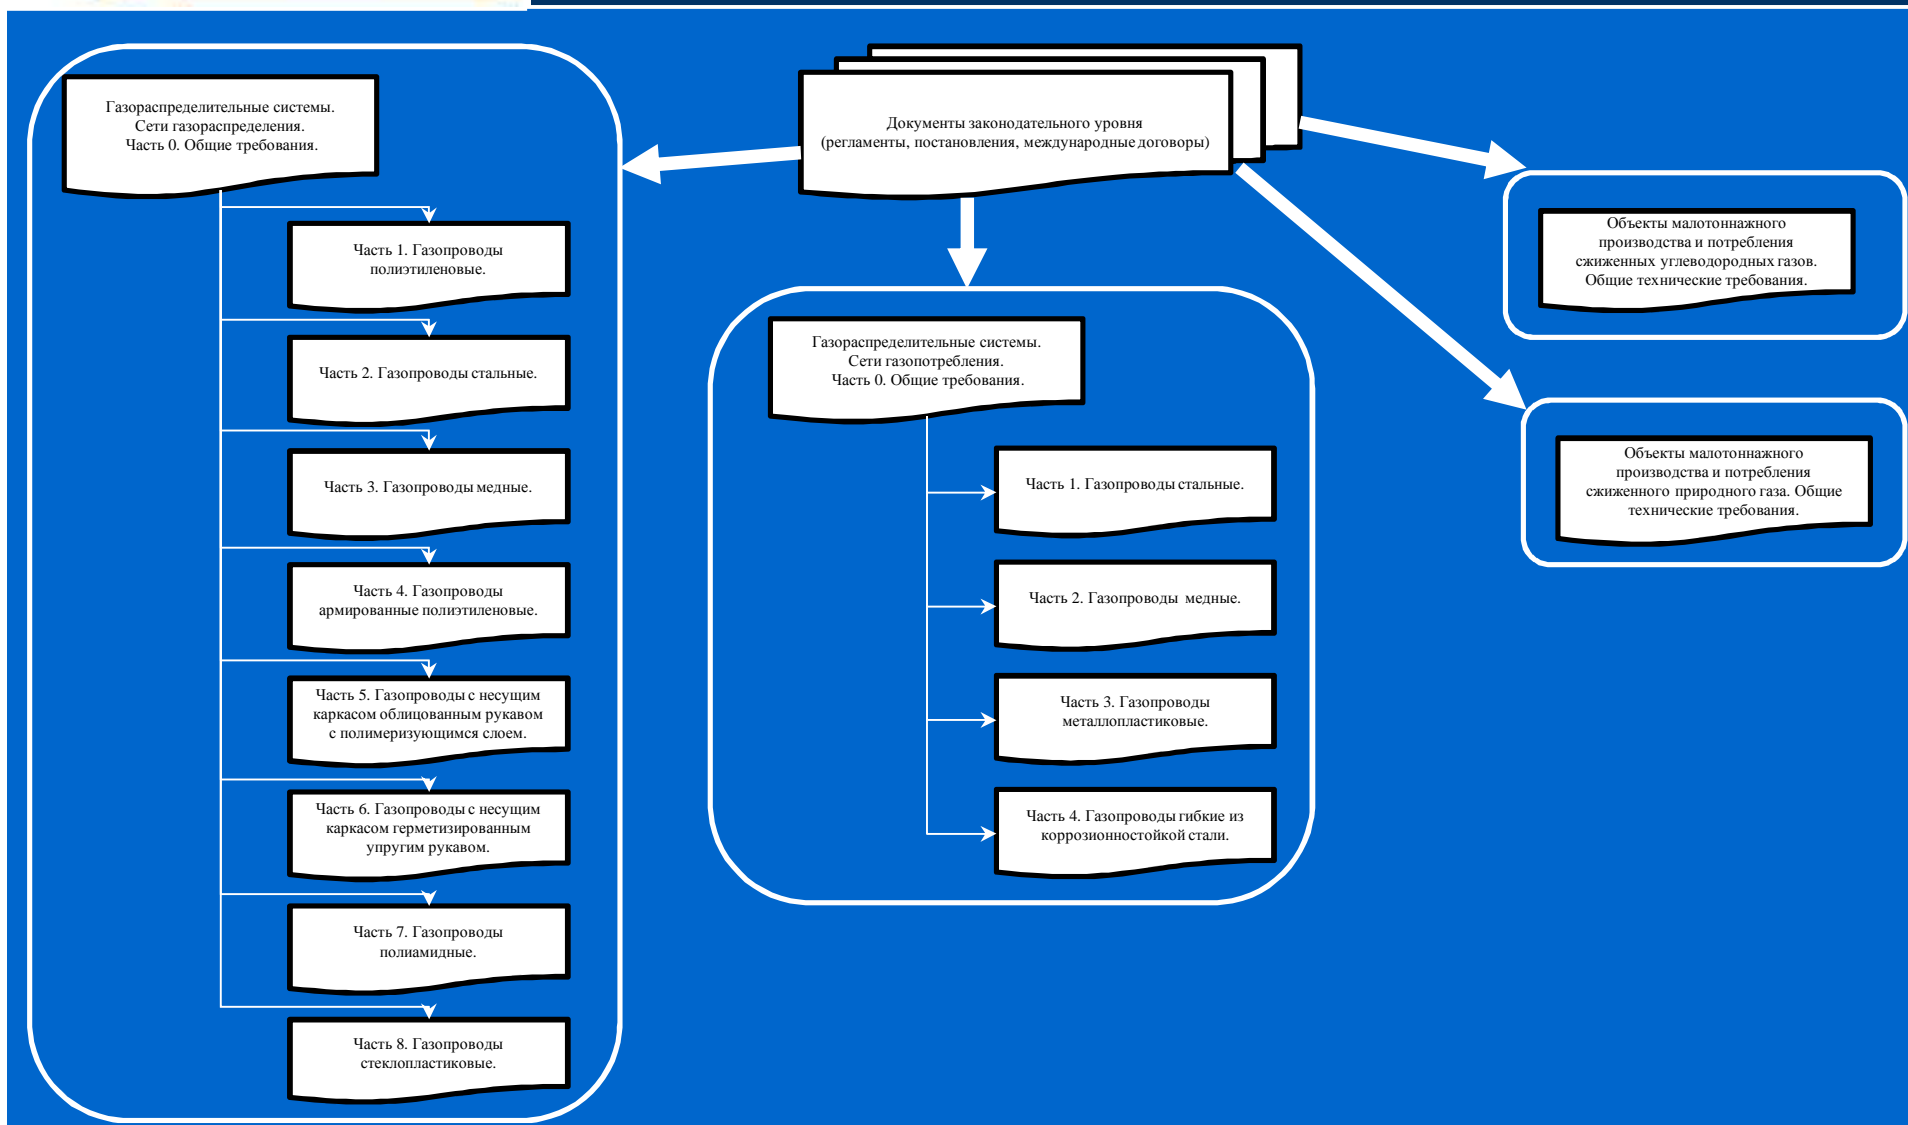 Газораспределительные системы.
Сети газораспределения.
Часть 0. Общие требования.
Часть 1. Газопроводы
полиэтиленовые.
Часть 2. Газопроводы стальные.
Часть 3. Газопроводы медные.
Часть 4. Газопроводы
армированные полиэтиленовые.
Часть 5. Газопроводы с несущим
каркасом облицованным рукавом
с полимеризующимся слоем.
Часть 6. Газопроводы с несущим
каркасом герметизированным
упругим рукавом.
Часть 7. Газопроводы
полиамидные.
Часть 8. Газопроводы
стеклопластиковые.
Документы законодательного уровня
(регламенты, постановления, международные договоры)
Газораспределительные системы.
Сети газопотребления.
Часть 0. Общие требования.
Часть 1. Газопроводы стальные.
Часть 2. Газопроводы медные.
Часть 3. Газопроводы
металлопластиковые.
Часть 4. Газопроводы гибкие из
коррозионностойкой стали.
Объекты малотоннажного
производства и потребления
сжиженных углеводородных газов.
Общие технические требования.
Объекты малотоннажного
производства и потребления
сжиженного природного газа. Общие
технические требования.